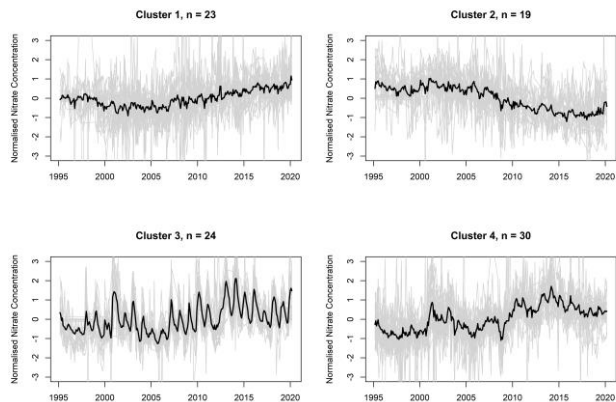 Cluster 1, n = 23
Normalised Nitrate Concentration
3
2
1
0
-1
-2
-3
1995 2000 2005 2010 2015 2020
Cluster 2, n = 19
Normalised Nitrate Concentration
3
2
1
0
-1
-2
-3
1995 2000 2005 2010 2015 2020
Cluster 3, n = 24
Normalised Nitrate Concentration
3
2
1
0
-1
-2
-3
1995 2000 2005 2010 2015 2020
Cluster 4, n = 30
Normalised Nitrate Concentration
3
2
1
0
-1
-2
-3
1995 2000 2005 2010 2015 2020